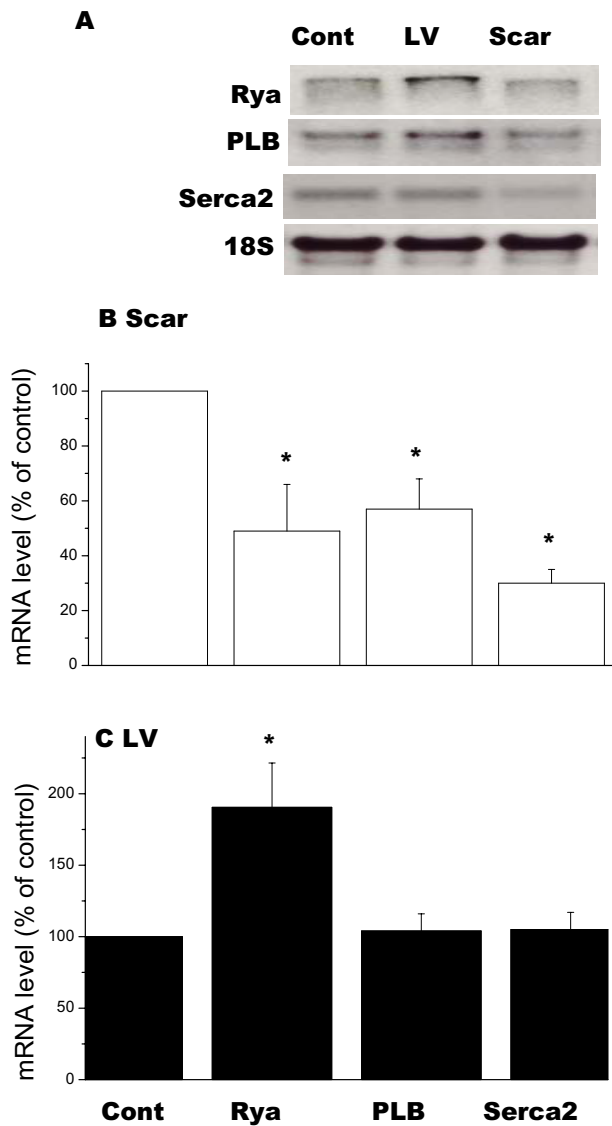 A
Cont LV Scar
Rya
PLB
Serca2
18S
B Scar
mRNA level (% of control)
100
80
60
40
20
0
* * *
C LV
mRNA level (% of control)
200
150
100
50
0
*
Cont Rya PLB Serca2